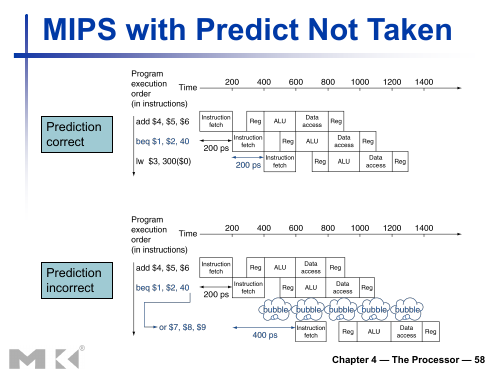 MIPS with Predict Not Taken
Program
execution
order
(in instructions)
Time
200 400 600 800 1000 1200 1400
Prediction
correct
add $4, $5, $6
Instruction
fetch
Reg
ALU
Data
access
Reg
beq $1, $2, 40
200 ps
Instruction
fetch
Reg
ALU
Data
access
Reg
lw $3, 300($0)
200 ps
Instruction
fetch
Reg
ALU
Data
access
Reg
Program
execution
order
(in instructions)
Time
200 400 600 800 1000 1200 1400
Prediction
incorrect
add $4, $5, $6
Instruction
fetch
Reg
ALU
Data
access
Reg
beq $1, $2, 40
200 ps
Instruction
fetch
Reg
ALU
Data
access
Reg
bubble bubble bubble bubble bubble
or $7, $8, $9
400 ps
Instruction
fetch
Reg
ALU
Data
access
Reg
MK®
Chapter 4 — The Processor — 58